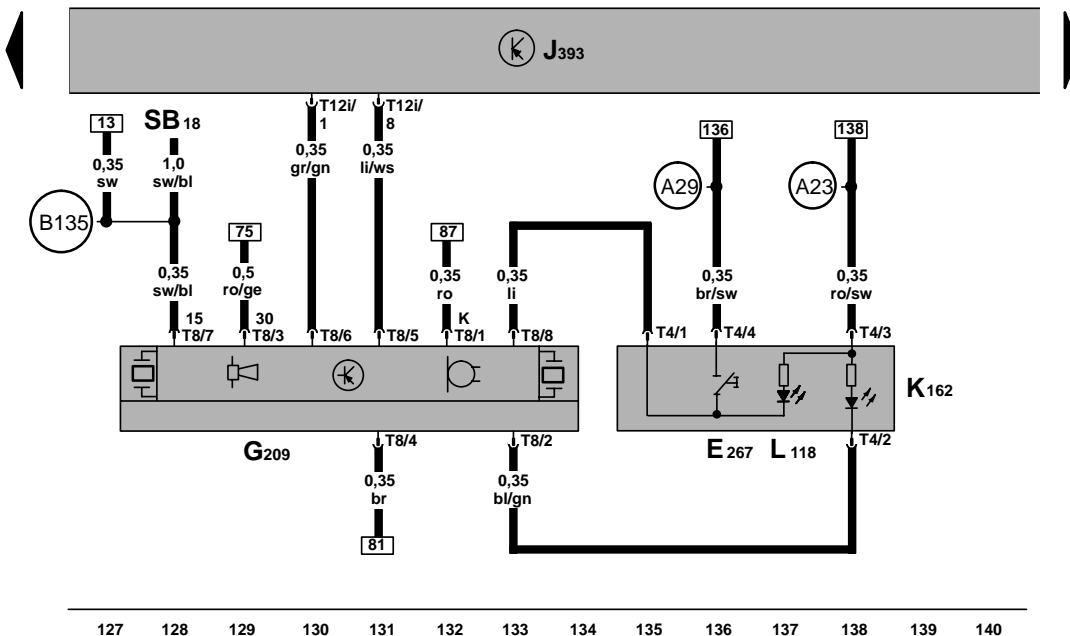 J393
T12i/ T12i/
1 8
13 SB18 136 138
0,35 1,0 0,35 0,35
sw sw/bl gr/gn li/ws
A29 A23
B135
75 87
0,35 0,5 0,35 0,35 0,35 0,35
sw/bl ro/ge ro li br/sw ro/sw
15 30 K
T8/7 T8/3 T8/6 T8/5 T8/1 T8/8 T4/1 T4/4 T4/3
K162
G209 T8/4 T8/2 E267 L118 T4/2
0,35 0,35
br bl/gn
81
127 128 129 130 131 132 133 134 135 136 137 138 139 140